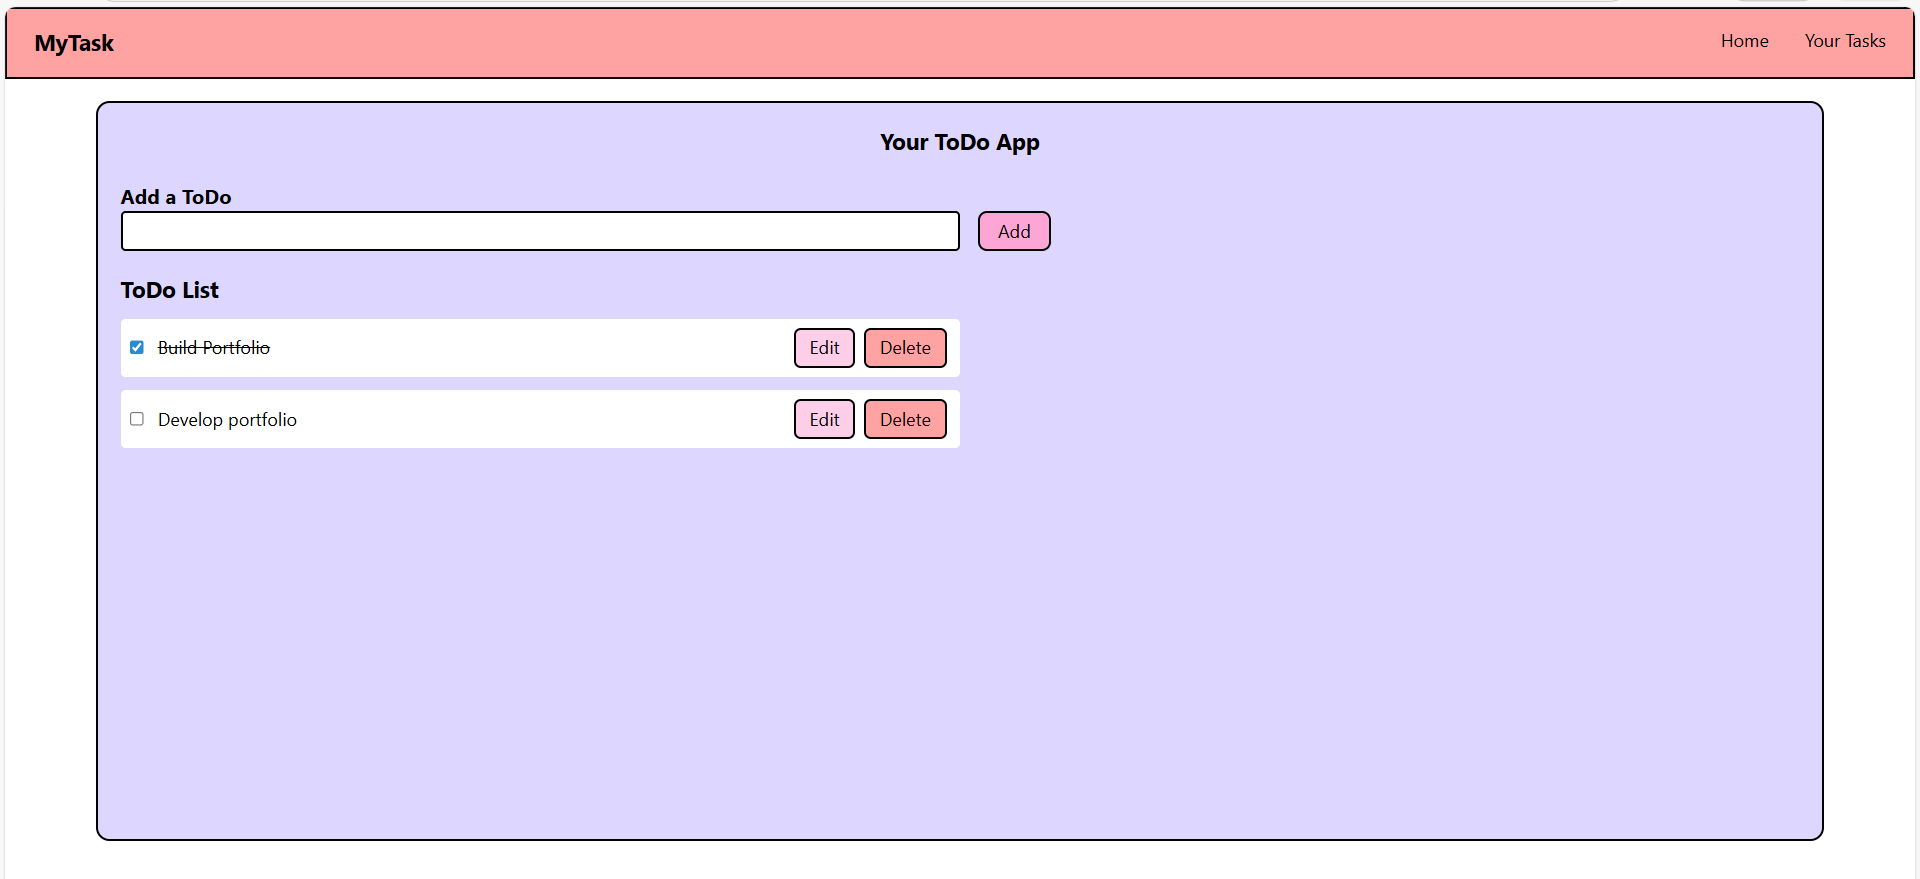 MyTask
Home
Your Tasks
Your ToDo App
Add a ToDo
Add
ToDo List
Build Portfolio
Edit
Delete
Develop portfolio
Edit
Delete